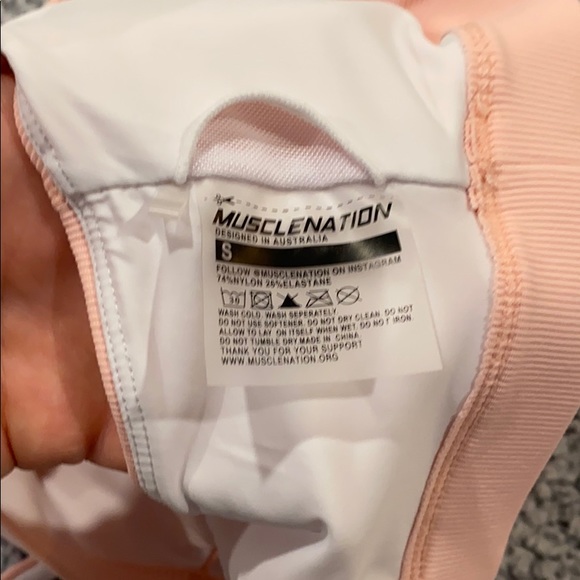 MUSCLENATION
DESIGNED IN AUSTRALIA
S
FOLLOW @MUSCLENATION ON INSTAGRAM
74%NYLON 26%ELASTANE
30
WASH COLD. WASH SEPERATELY
DO NOT USE SOFTENER. DO NOT DRY CLEAN. DO NOT
ALLOW TO LAY ON ITSELF WHEN WET. DO NOT IRON.
DO NOT TUMBLE DRY.MADE IN CHINA
THANK YOU FOR YOUR SUPPORT
WWW.MUSCLENATION.ORG